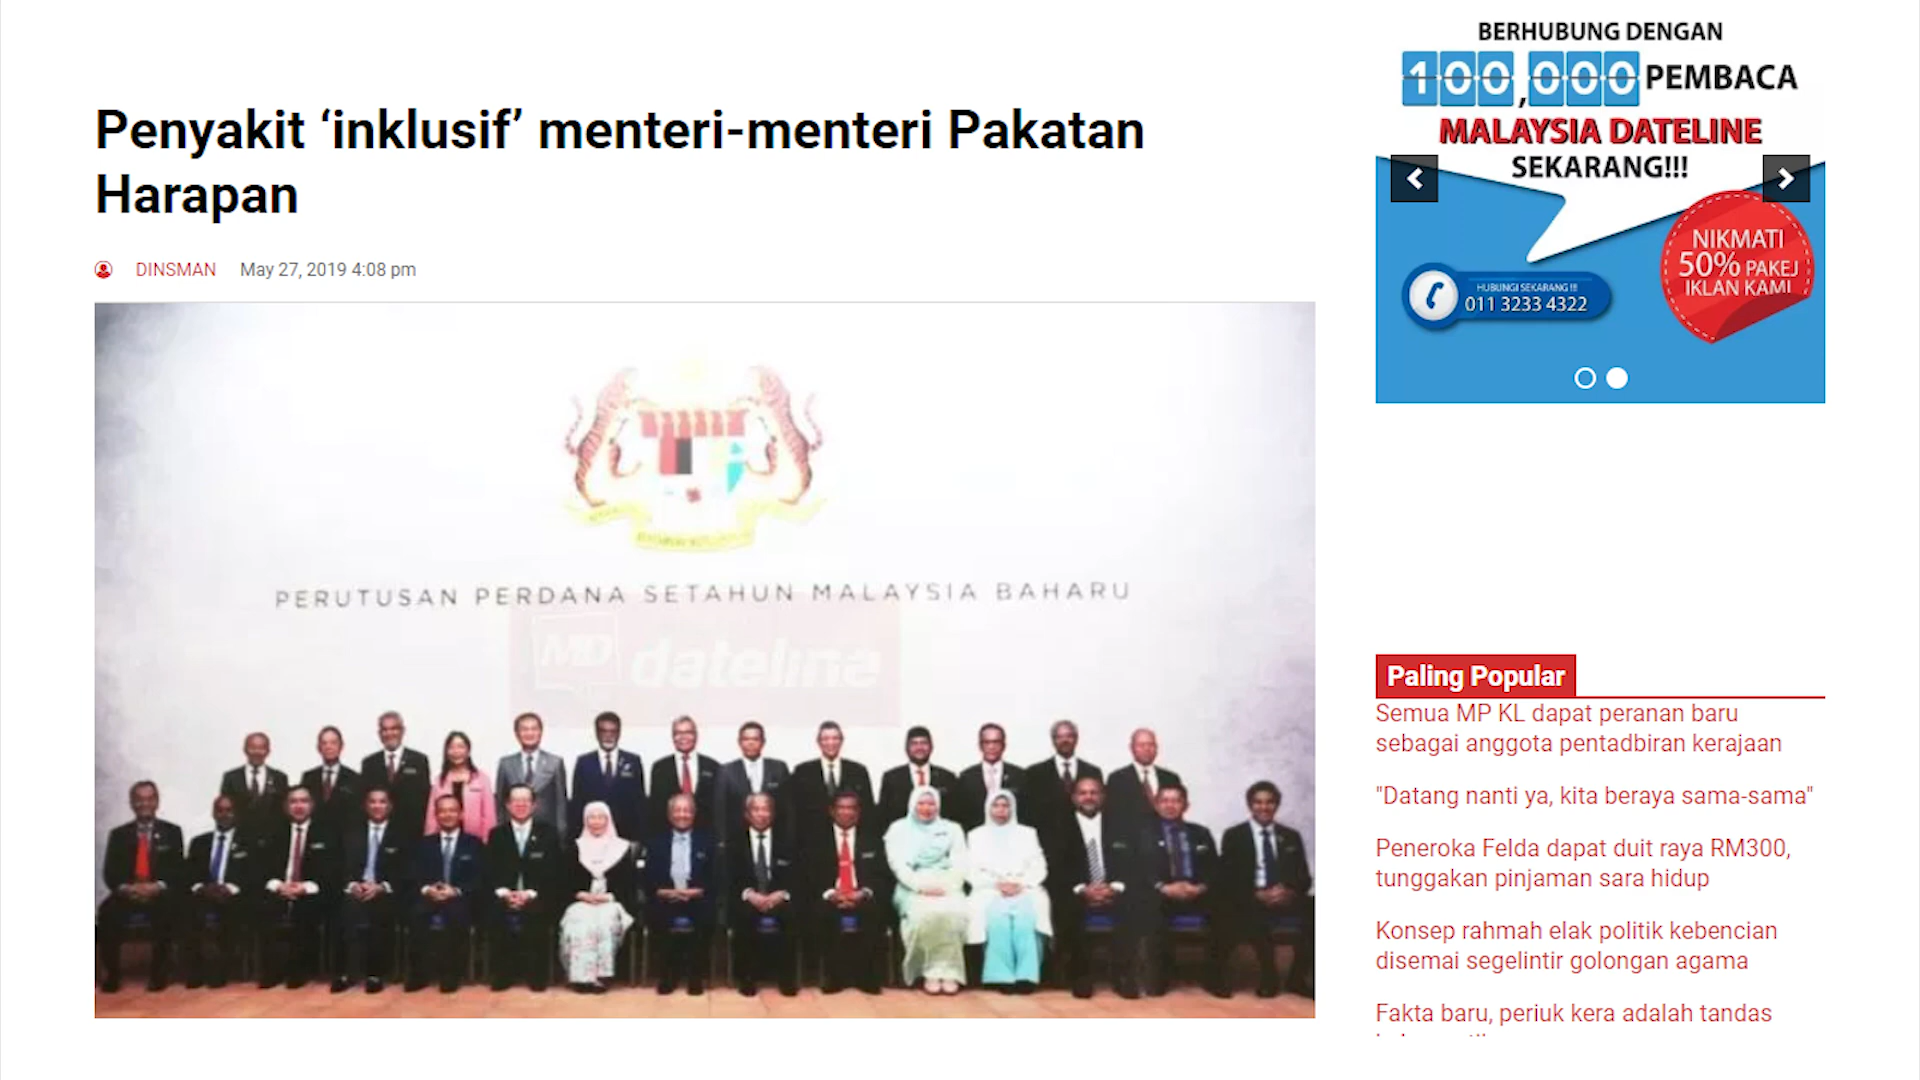 Penyakit ‘inklusif’ menteri-menteri Pakatan
Harapan
DINSMAN May 27, 2019 4:08 pm
PERUTUSAN PERDANA SETAHUN MALAYSIA BAHARU
MD dateline
BERHUBUNG DENGAN
100,000 PEMBACA
MALAYSIA DATELINE
SEKARANG!!!
NIKMATI
50% PAKEJ
IKLAN KAMI
HUBUNGI SEKARANG !!!
011 3233 4322
Paling Popular
Semua MP KL dapat peranan baru
sebagai anggota pentadbiran kerajaan
"Datang nanti ya, kita beraya sama-sama"
Peneroka Felda dapat duit raya RM300,
tunggakan pinjaman sara hidup
Konsep rahmah elak politik kebencian
disemai segelintir golongan agama
Fakta baru, periuk kera adalah tandas